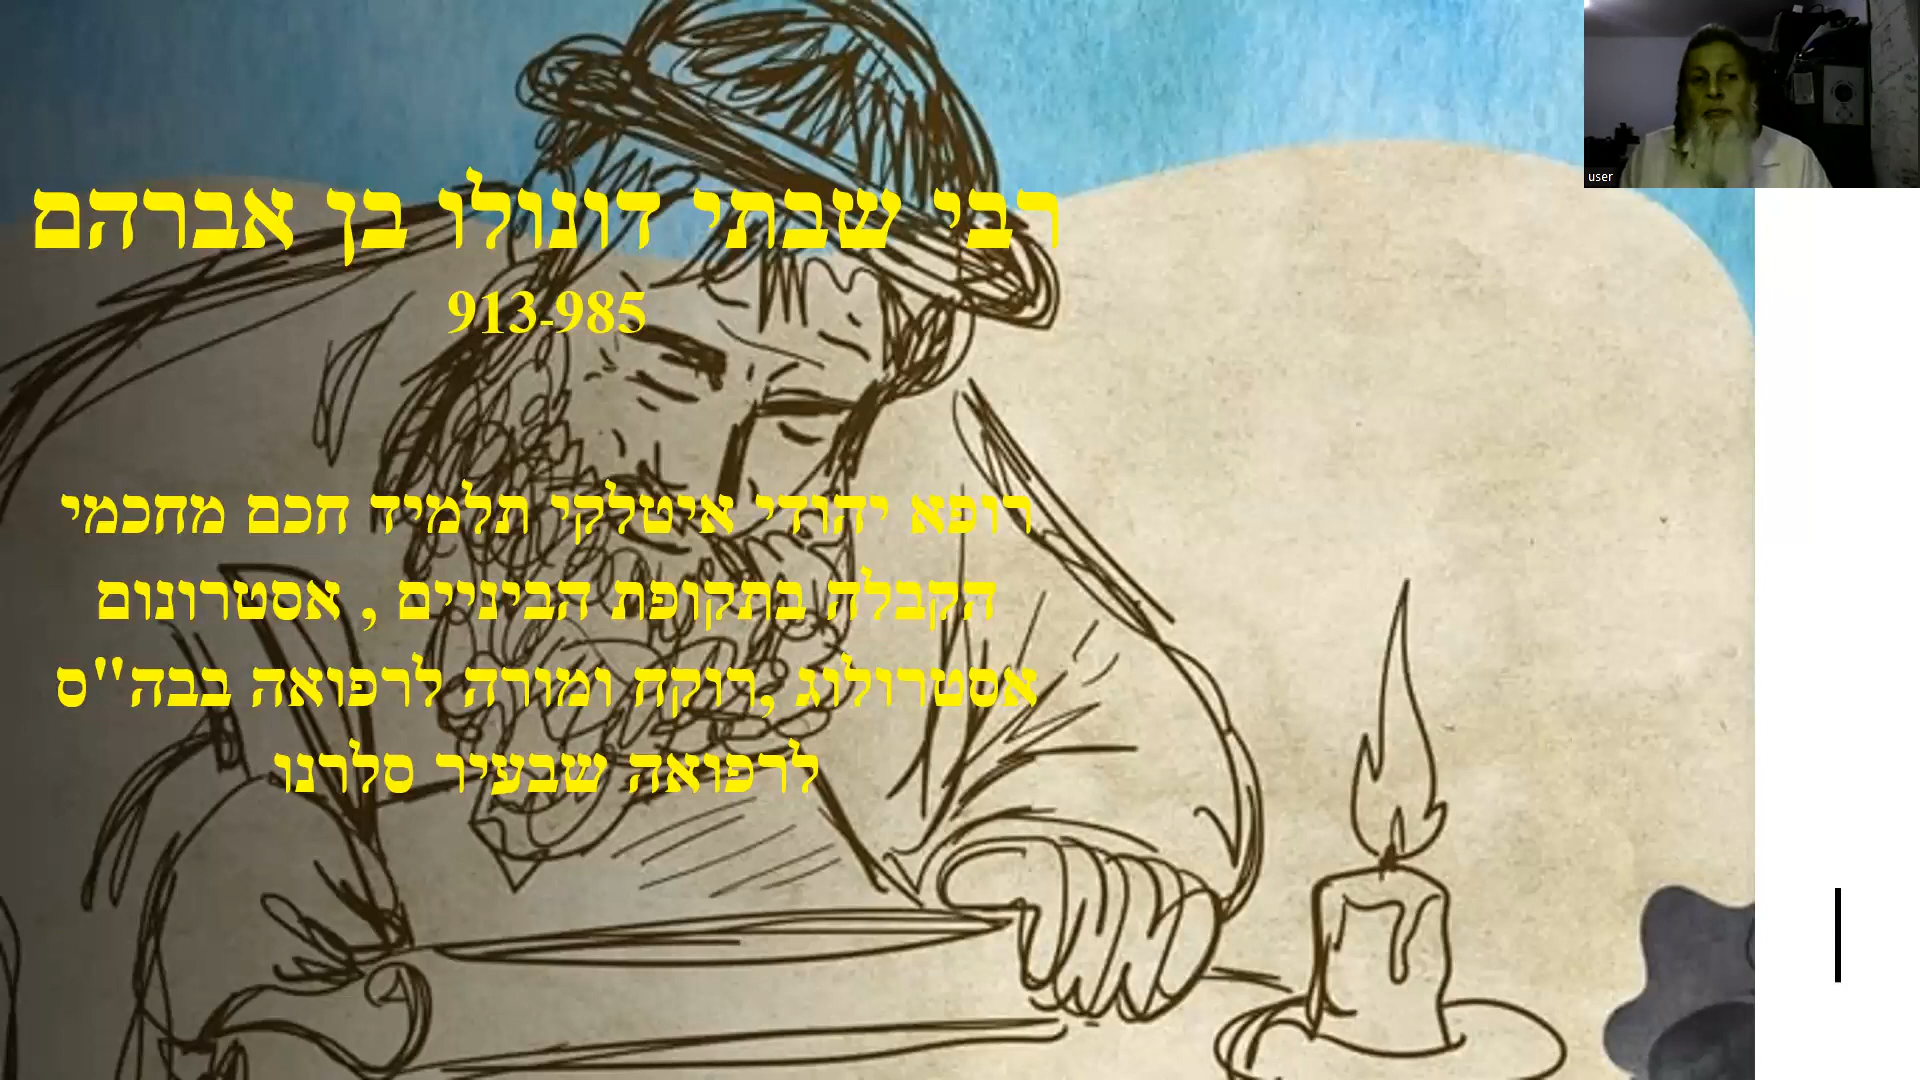 רבי שבתי דונולו בן אברהם
913-985
רופא יהודי איטלקי תלמיד חכם מחכמי
הקבלה בתקופת הביניים , אסטרונום
אסטרולוג ,רוקח ומורה לרפואה בבה"ס
לרפואה שבעיר סלרנו
user